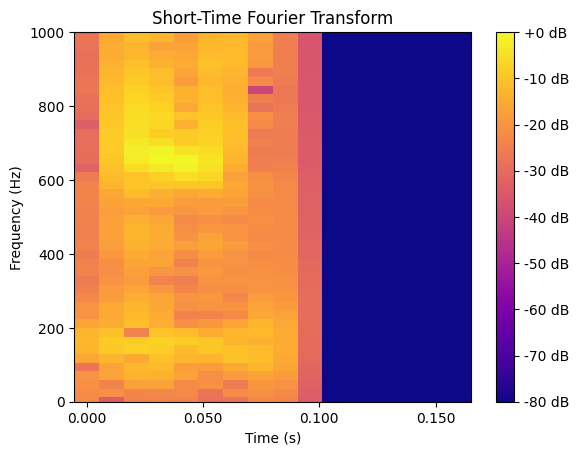 Short-Time Fourier Transform
Frequency (Hz)
1000
800
600
400
200
0
0.000
0.050
0.100
0.150
Time (s)
+0 dB
-10 dB
-20 dB
-30 dB
-40 dB
-50 dB
-60 dB
-70 dB
-80 dB